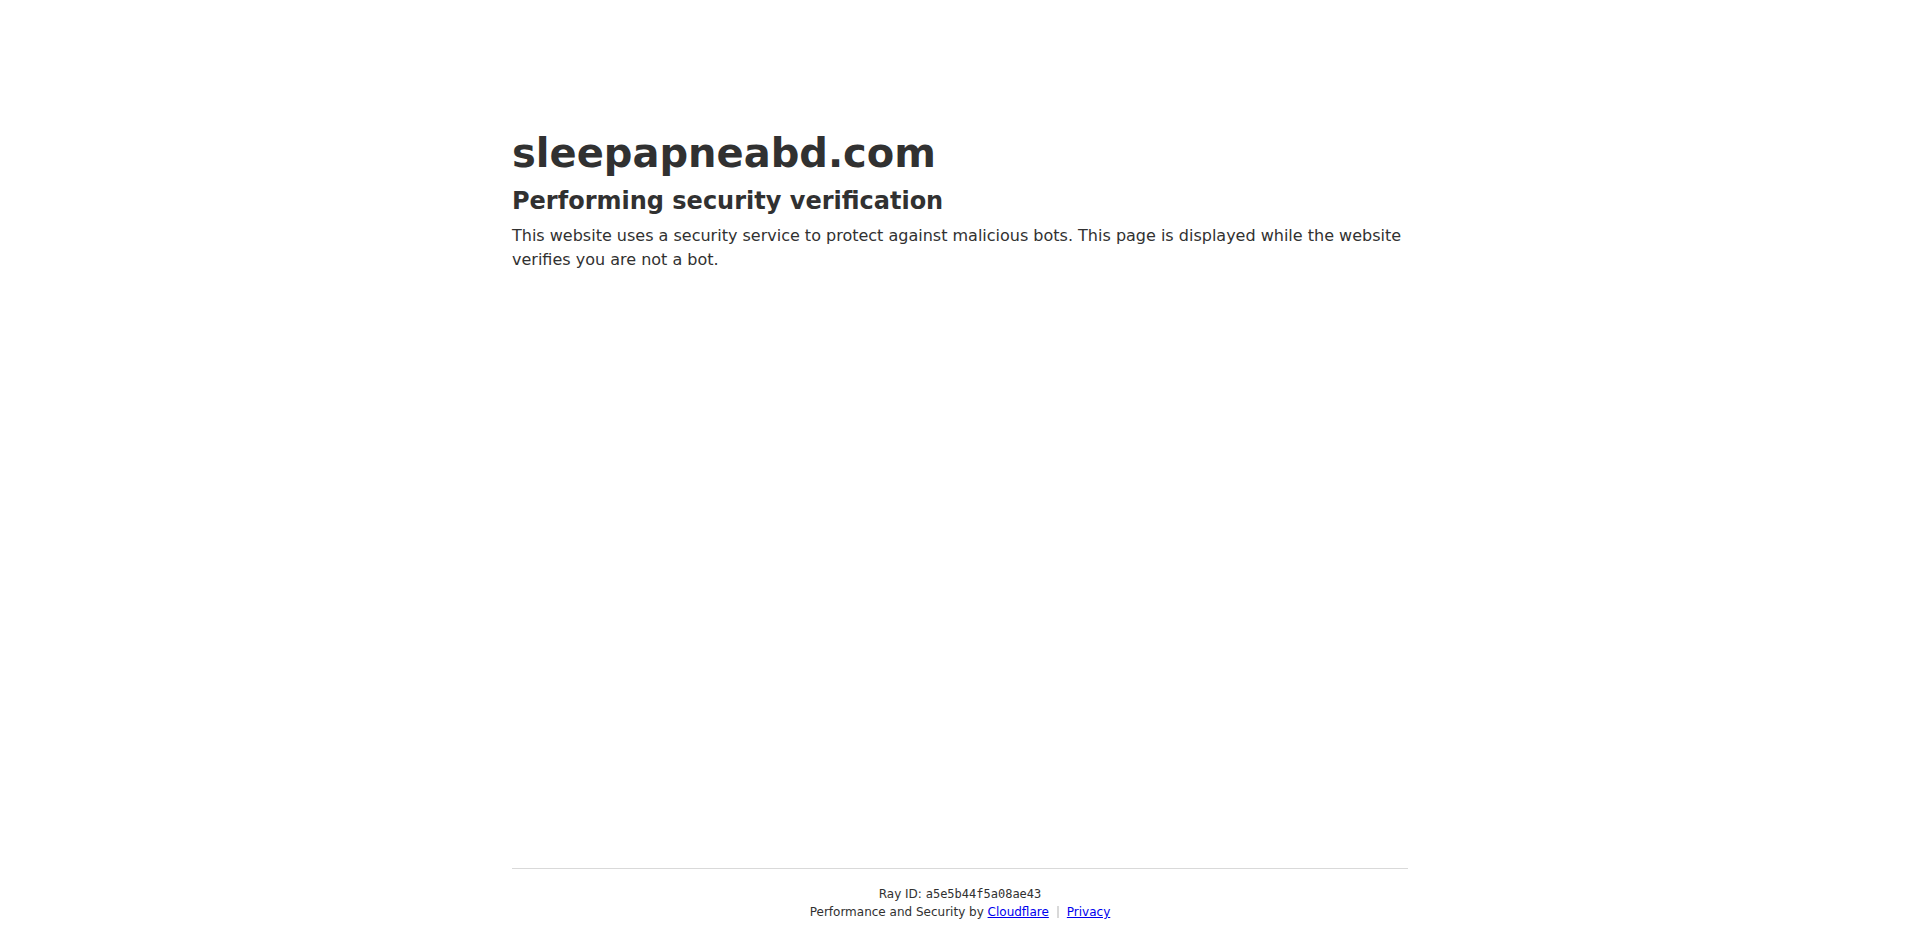 sleepapneabd.com
Performing security verification
This website uses a security service to protect against malicious bots. This page is displayed while the website
verifies you are not a bot.
Ray ID: a5e5b44f5a08ae43
Performance and Security by Cloudflare | Privacy